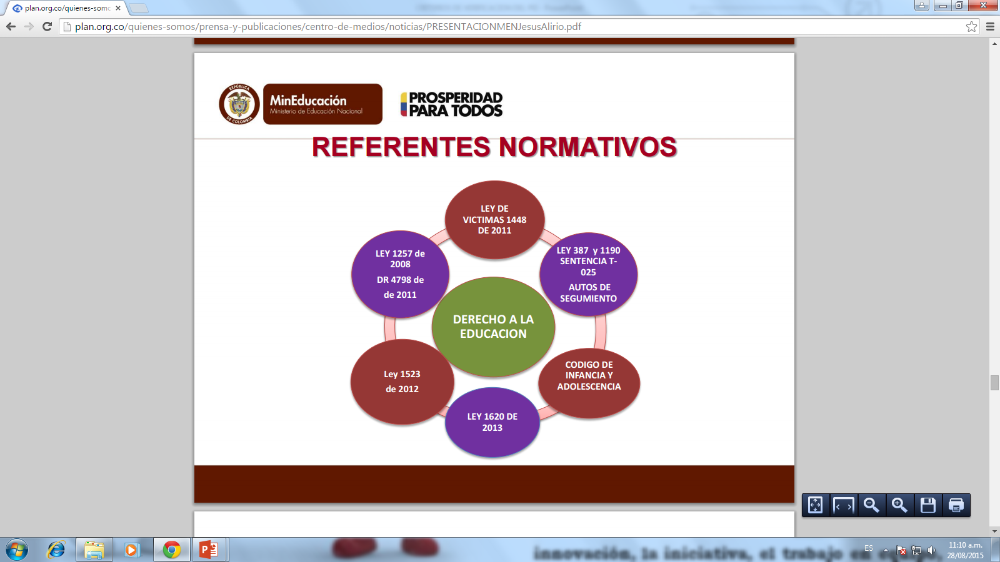 plan.org.co/quienes-somo
plan.org.co/quienes-somos/prensa-y-publicaciones/centro-de-medios/noticias/PRESENTACIONMENJesusAlirio.pdf
REPÚBLICA
DE COLOMBIA
MinEducación
Ministerio de Educación Nacional
PROSPERIDAD
PARA TODOS
REFERENTES NORMATIVOS
LEY DE
VICTIMAS 1448
DE 2011
LEY 1257 de
2008
DR 4798 de
de 2011
LEY 387 y 1190
SENTENCIA T-
025
AUTOS DE
SEGUMIENTO
DERECHO A LA
EDUCACION
Ley 1523
de 2012
CODIGO DE
INFANCIA Y
ADOLESCENCIA
LEY 1620 DE
2013
innovación, la iniciativa, el trabajo en equipo,
ES
11:10 a.m.
28/08/2015